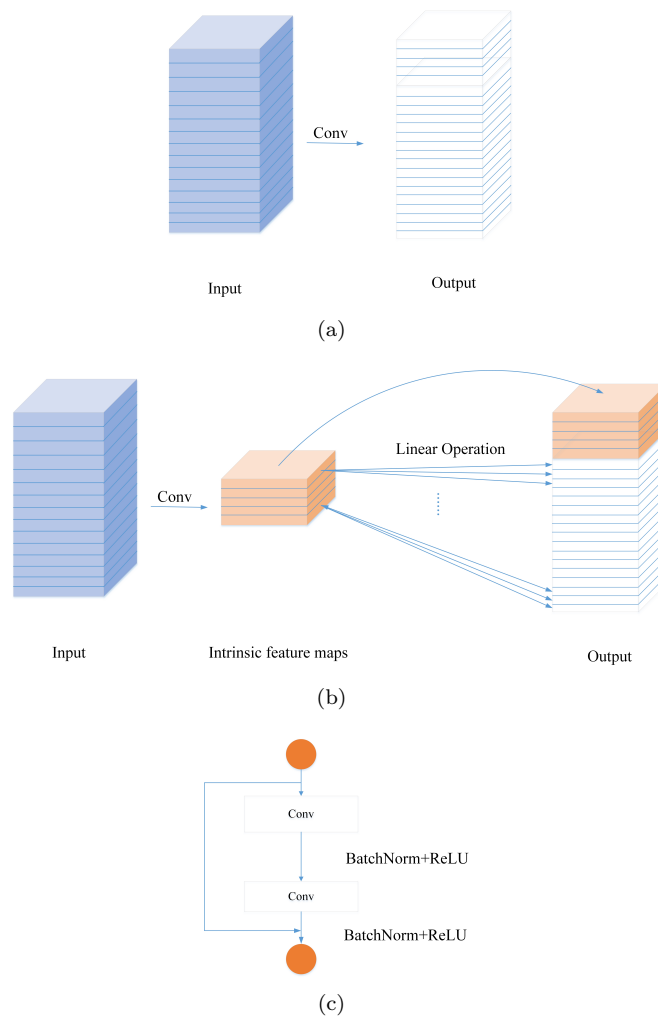 Conv
Input
Output
(a)
Linear Operation
Conv
Input
Intrinsic feature maps
Output
(b)
Conv
BatchNorm+ReLU
Conv
BatchNorm+ReLU
(c)